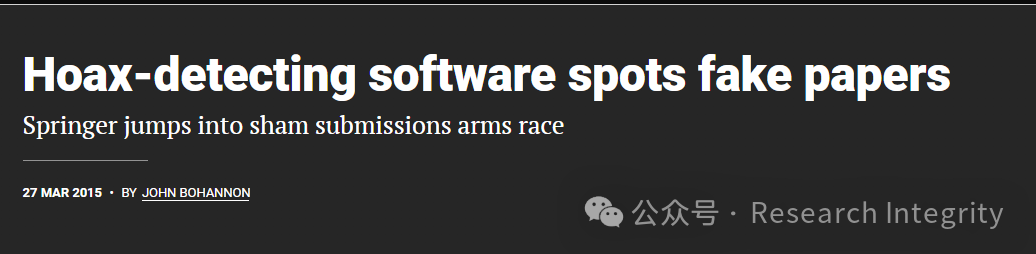 Hoax-detecting software spots fake papers
Springer jumps into sham submissions arms race
27 MAR 2015 • BY JOHN BOHANNON
公众号 · Research Integrity